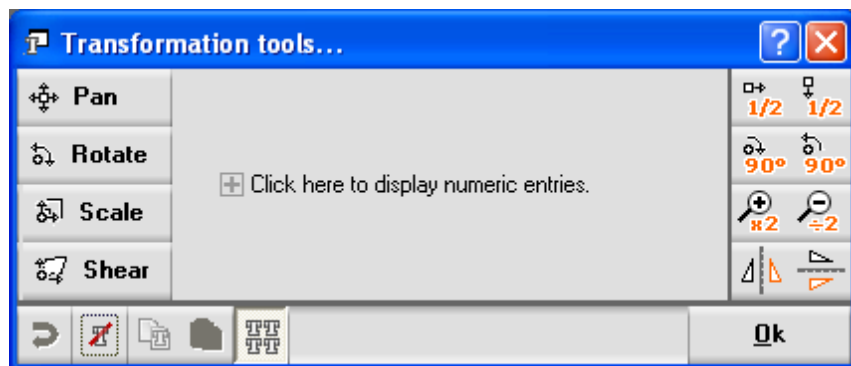 Transformation tools...
Pan
1/2 1/2
Rotate
90° 90°
Click here to display numeric entries.
Scale
x2 ÷2
Shear
Ok